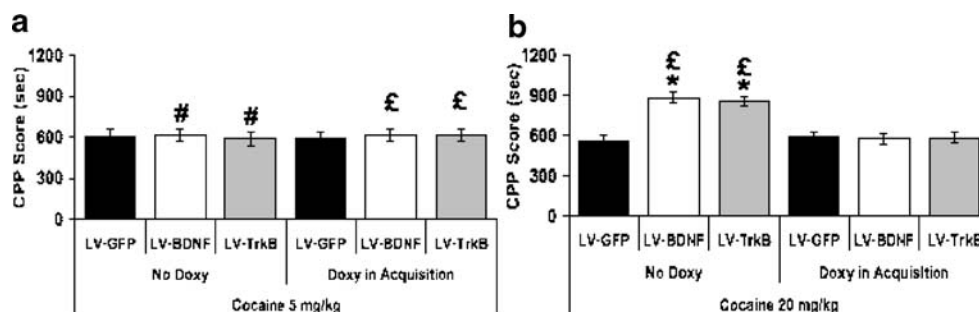 a
CPP Score (sec)
1200
900
600
300
0
# # £ £
LV-GFP LV-BDNF LV-TrkB LV-GFP LV-BDNF LV-TrkB
No Doxy Doxy in Acquisition
Cocaine 5 mg/kg
b
CPP Score (sec)
1200
900
600
300
0
£ £
* *
LV-GFP LV-BDNF LV-TrkB LV-GFP LV-BDNF LV-TrkB
No Doxy Doxy in Acquisition
Cocaine 20 mg/kg